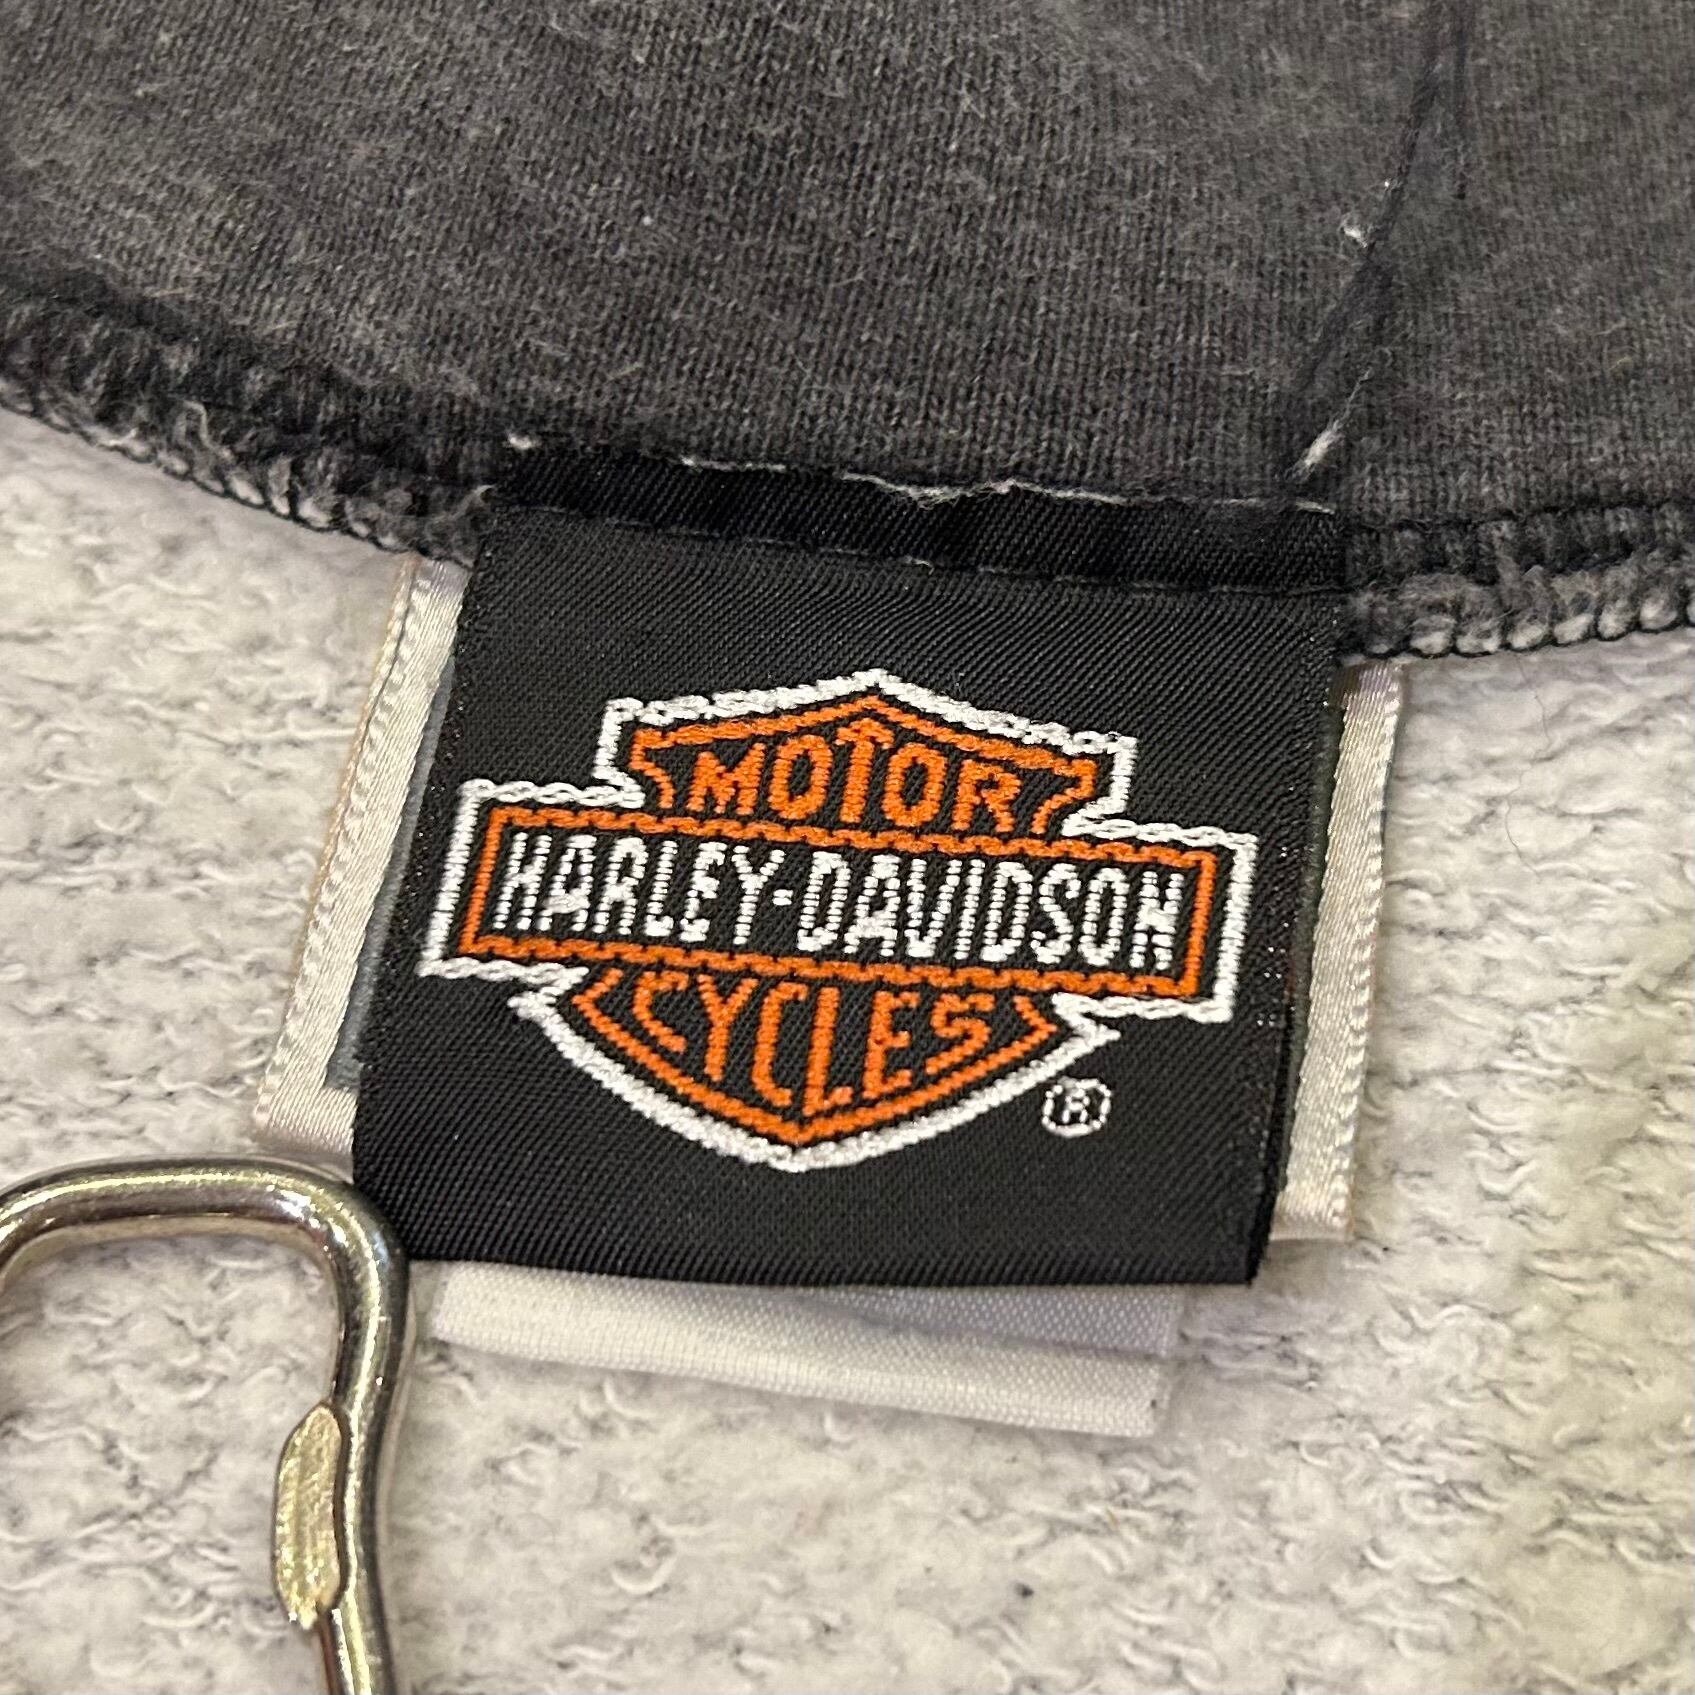 MOTOR
HARLEY-DAVIDSON
CYCLES
®